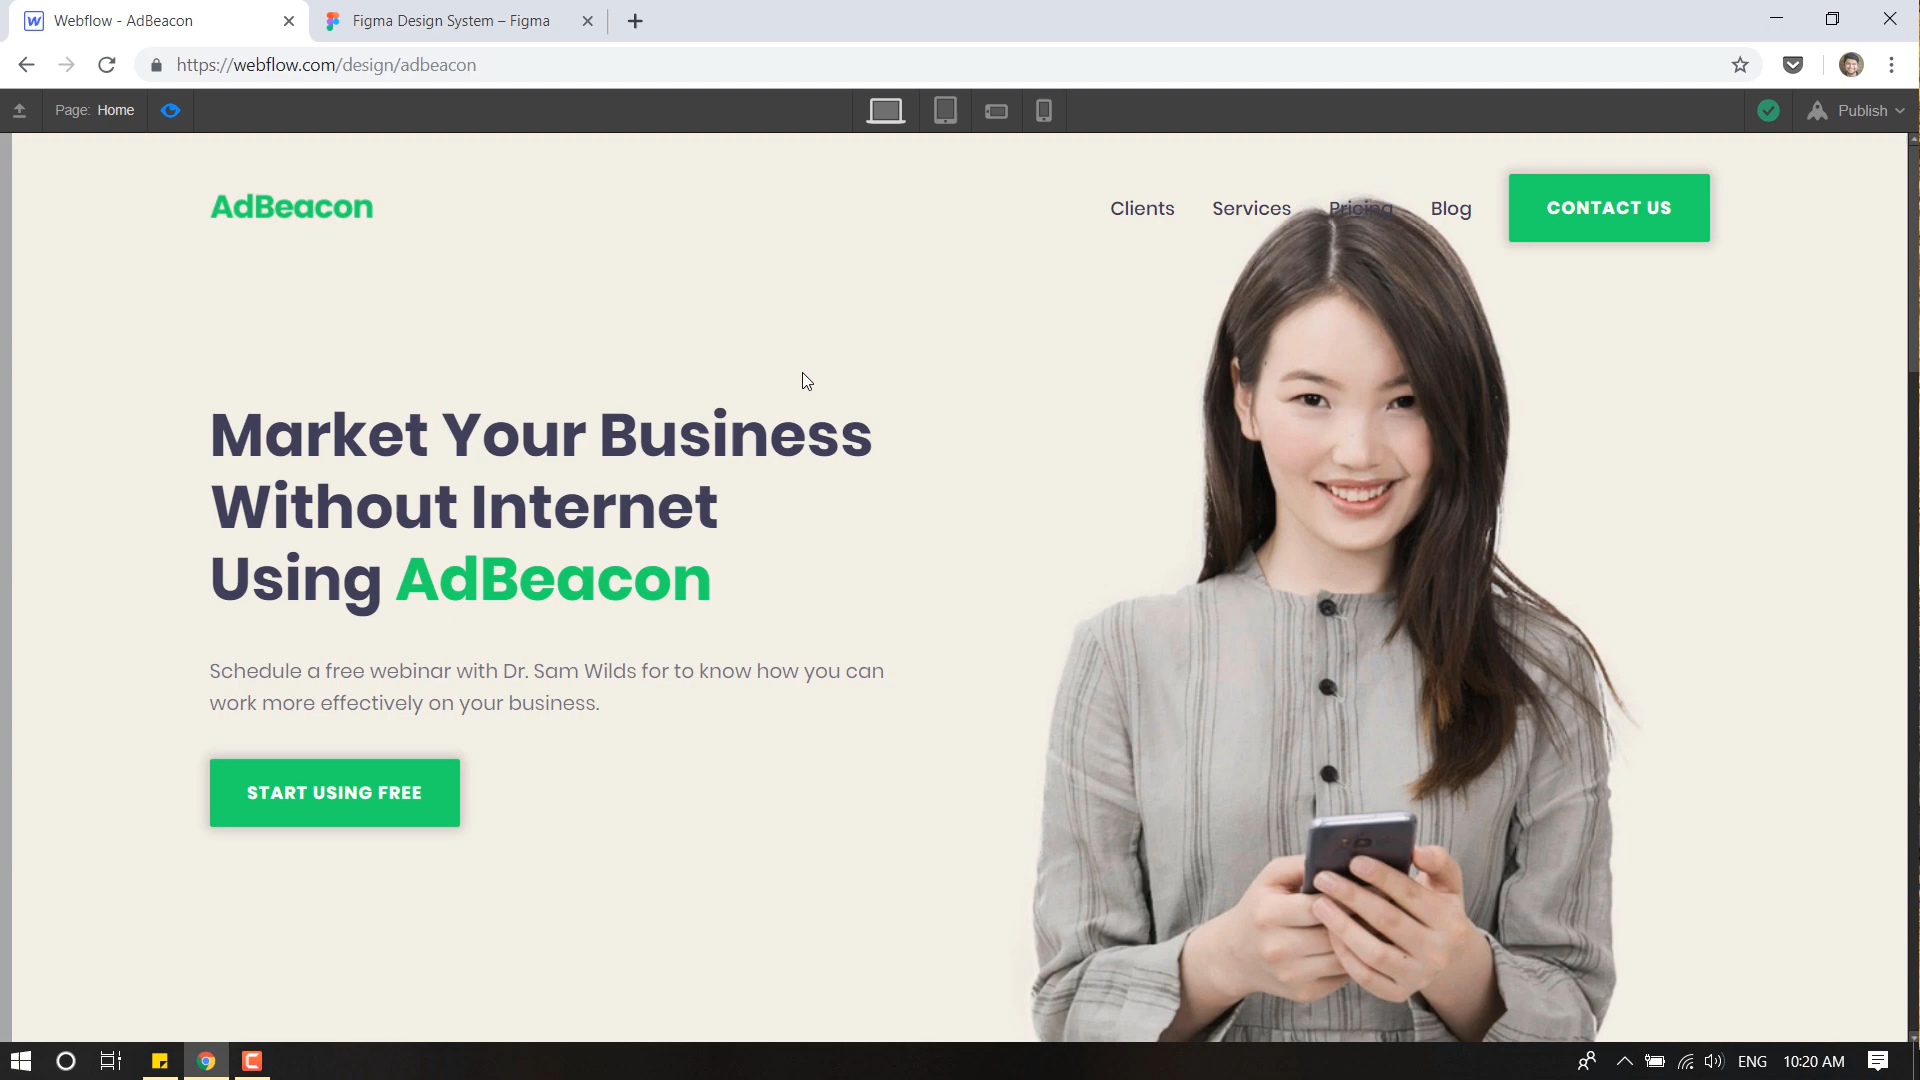 Webflow - AdBeacon
Figma Design System – Figma
https://webflow.com/design/adbeacon
Page: Home
Publish
AdBeacon
Clients
Services
Pricing
Blog
CONTACT US
Market Your Business
Without Internet
Using AdBeacon
Schedule a free webinar with Dr. Sam Wilds for to know how you can
work more effectively on your business.
START USING FREE
ENG
10:20 AM